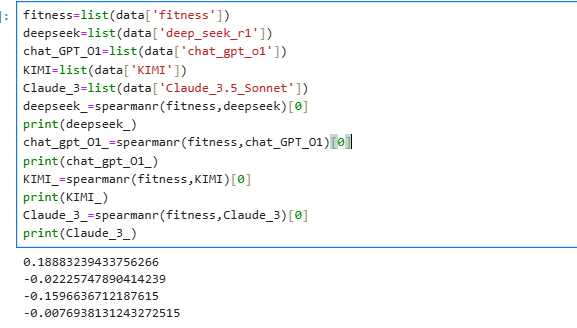 ]: fitness=list(data['fitness'])
deepseek=list(data['deep_seek_r1'])
chat_GPT_O1=list(data['chat_gpt_o1'])
KIMI=list(data['KIMI'])
Claude_3=list(data['Claude_3.5_Sonnet'])
deepseek_=spearmanr(fitness,deepseek)[0]
print(deepseek_)
chat_gpt_O1_=spearmanr(fitness,chat_GPT_O1)[0]
print(chat_gpt_O1_)
KIMI_=spearmanr(fitness,KIMI)[0]
print(KIMI_)
Claude_3_=spearmanr(fitness,Claude_3)[0]
print(Claude_3_)
0.18883239433756266
-0.02225747890414239
-0.1596636712187615
-0.0076938131243272515